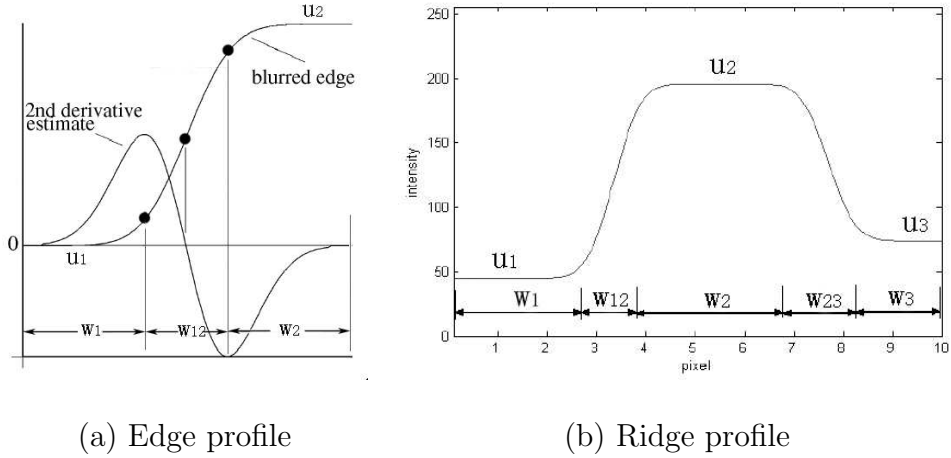 u2
blurred edge
2nd derivative
estimate
0
u1
w1
w12
w2
(a) Edge profile
250
200
150
100
50
0
intensity
u1
u2
u3
w1
w12
w2
w23
w3
1 2 3 4 5 6 7 8 9 10
pixel
(b) Ridge profile